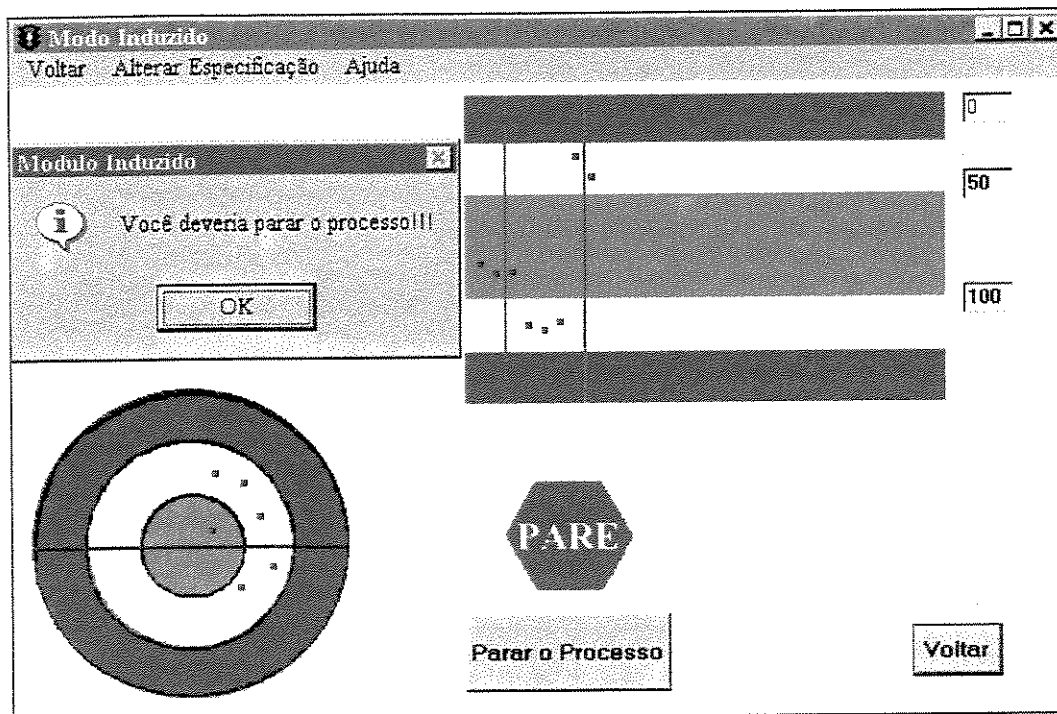 Modo Induzido
Voltar Alterar Especificação Ajuda
Modulo Induzido
Você deveria parar o processo!!!
OK
0
50
100
PARE
Parar o Processo
Voltar